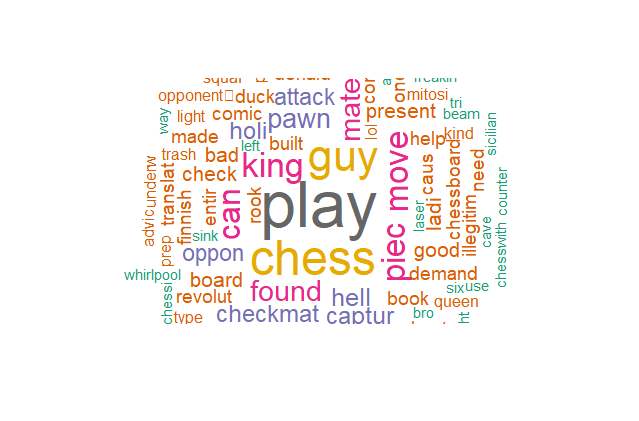 squar
donald
freakin
opponent
duck
attack
mate
cor
a
one
mitosi
tri
way
light
comic
pawn
lol
present
beam
made
holi
left
built
guy
help
kind
sicilian
trash
bad
king
move
caus
chessboard
need
advic
underw
translat
check
play
piec
ladi
illegitim
counter
finnish
entir
can
rook
laser
cave
sink
oppon
chess
good
chesswith
prep
whirlpool
board
found
demand
chessi
revolut
hell
book
six
use
queen
type
checkmat
captur
bro
ht